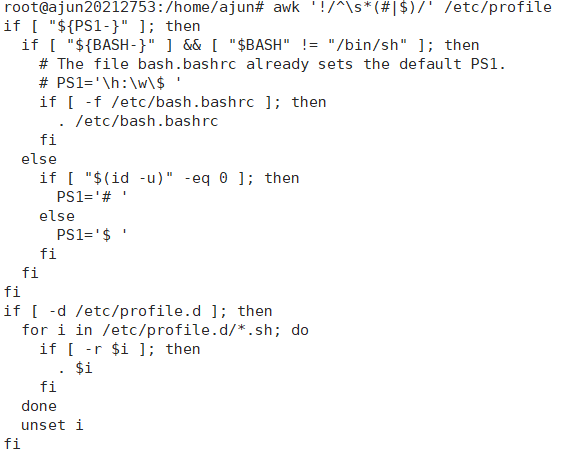 root@ajun20212753:/home/ajun# awk '!/^\s*(#|$)/' /etc/profile
if [ "${PS1-}" ]; then
  if [ "${BASH-}" ] && [ "$BASH" != "/bin/sh" ]; then
    # The file bash.bashrc already sets the default PS1.
    # PS1='\h:\w\$ '
    if [ -f /etc/bash.bashrc ]; then
      . /etc/bash.bashrc
    fi
  else
    if [ "$(id -u)" -eq 0 ]; then
      PS1='# '
    else
      PS1='$ '
    fi
  fi
fi
if [ -d /etc/profile.d ]; then
  for i in /etc/profile.d/*.sh; do
    if [ -r $i ]; then
      . $i
    fi
  done
  unset i
fi